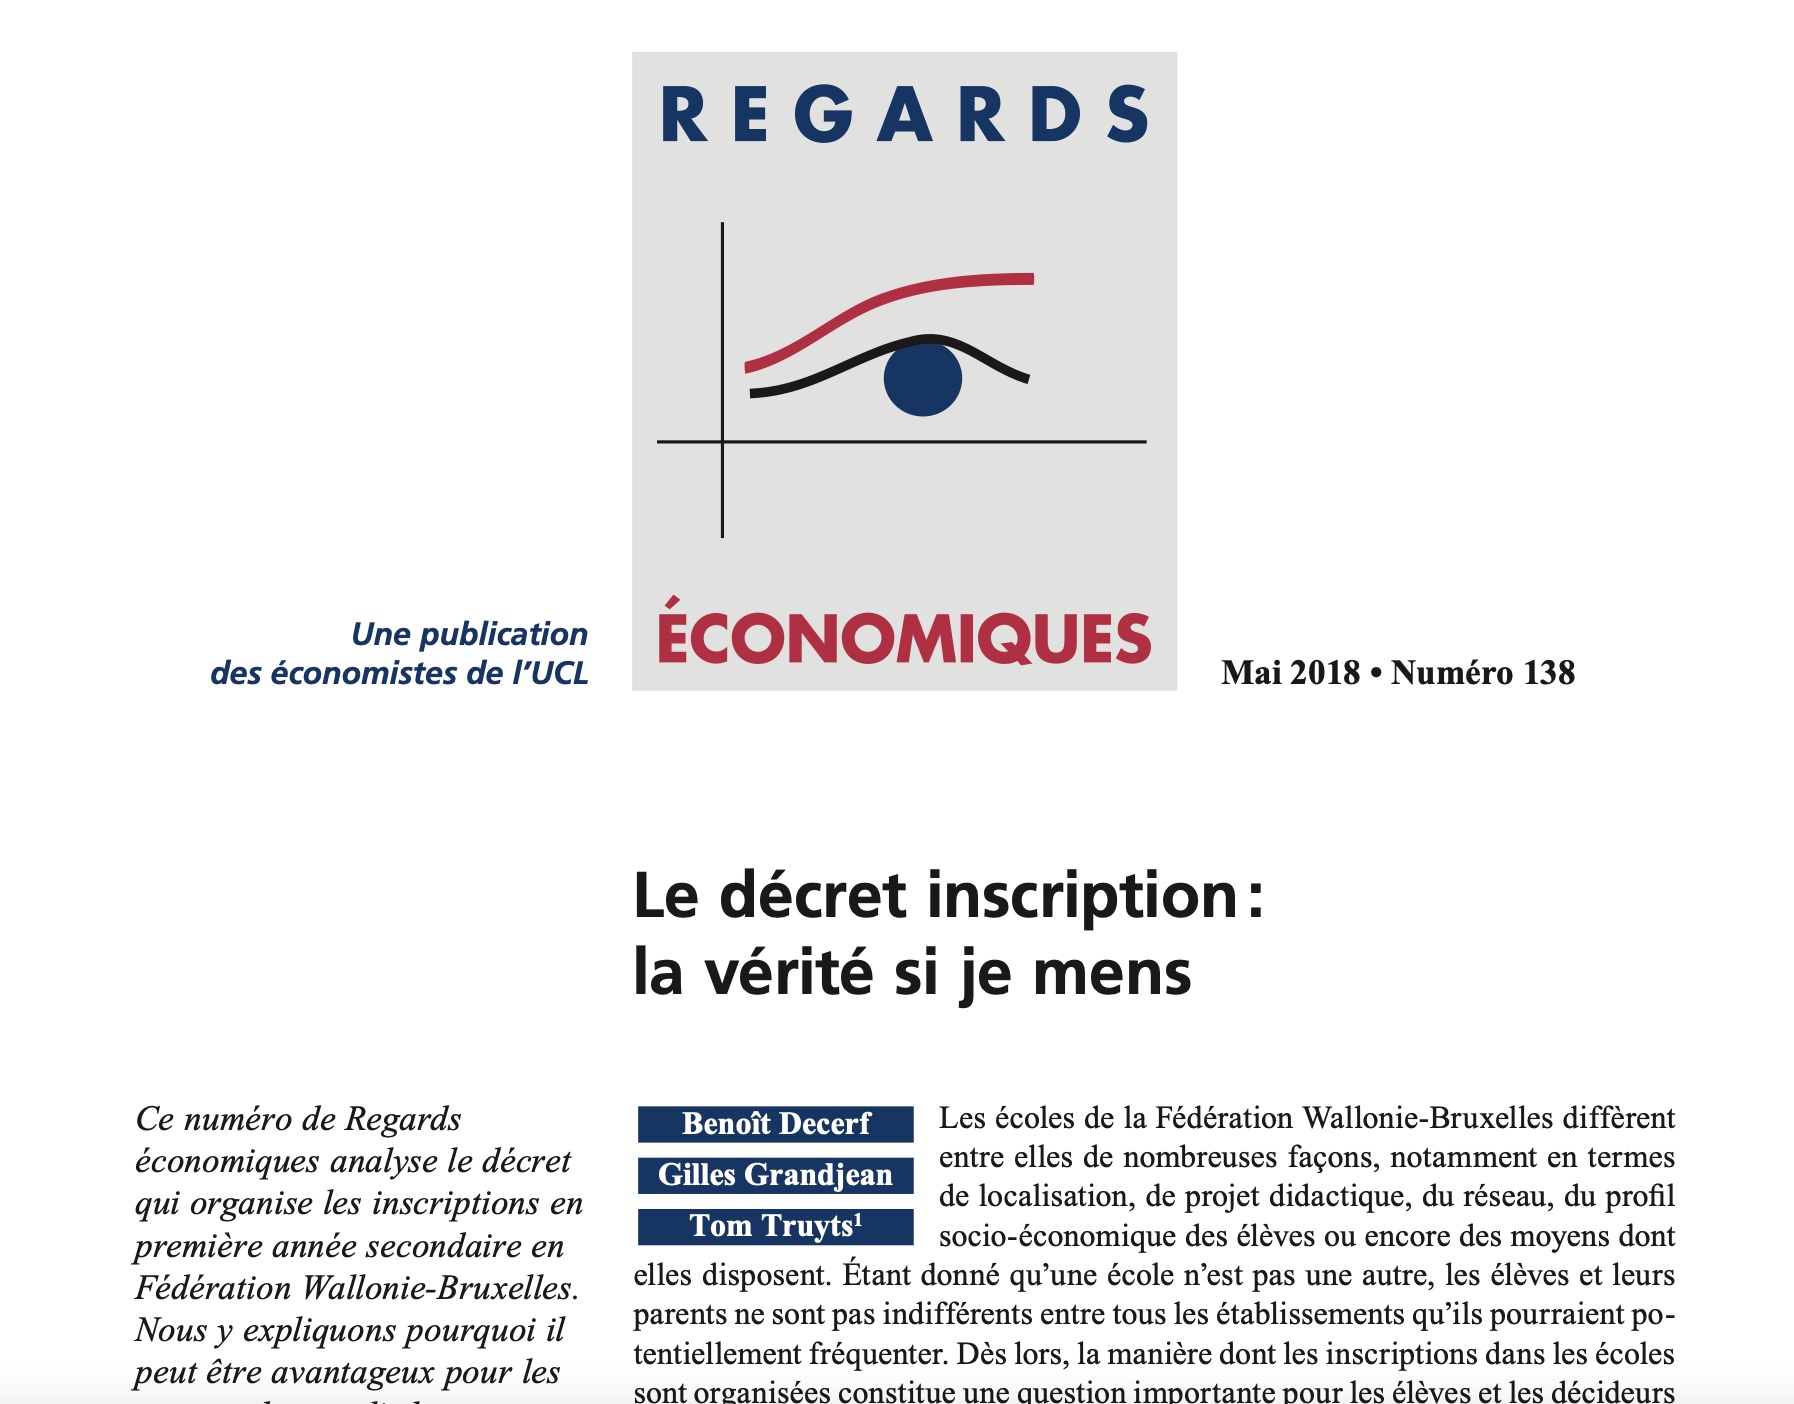 REGARDS
ÉCONOMIQUES
Une publication
des économistes de l'UCL
Mai 2018 • Numéro 138
Le décret inscription :
la vérité si je mens
Ce numéro de Regards
économiques analyse le décret
qui organise les inscriptions en
première année secondaire en
Fédération Wallonie-Bruxelles.
Nous y expliquons pourquoi il
peut être avantageux pour les
Benoît Decerf
Gilles Grandjean
Tom Truyts¹
Les écoles de la Fédération Wallonie-Bruxelles diffèrent
entre elles de nombreuses façons, notamment en termes
de localisation, de projet didactique, du réseau, du profil
socio-économique des élèves ou encore des moyens dont
elles disposent. Étant donné qu'une école n'est pas une autre, les élèves et leurs
parents ne sont pas indifférents entre tous les établissements qu'ils pourraient po-
tentiellement fréquenter. Dès lors, la manière dont les inscriptions dans les écoles
sont organisées constitue une question importante pour les élèves et les décideurs